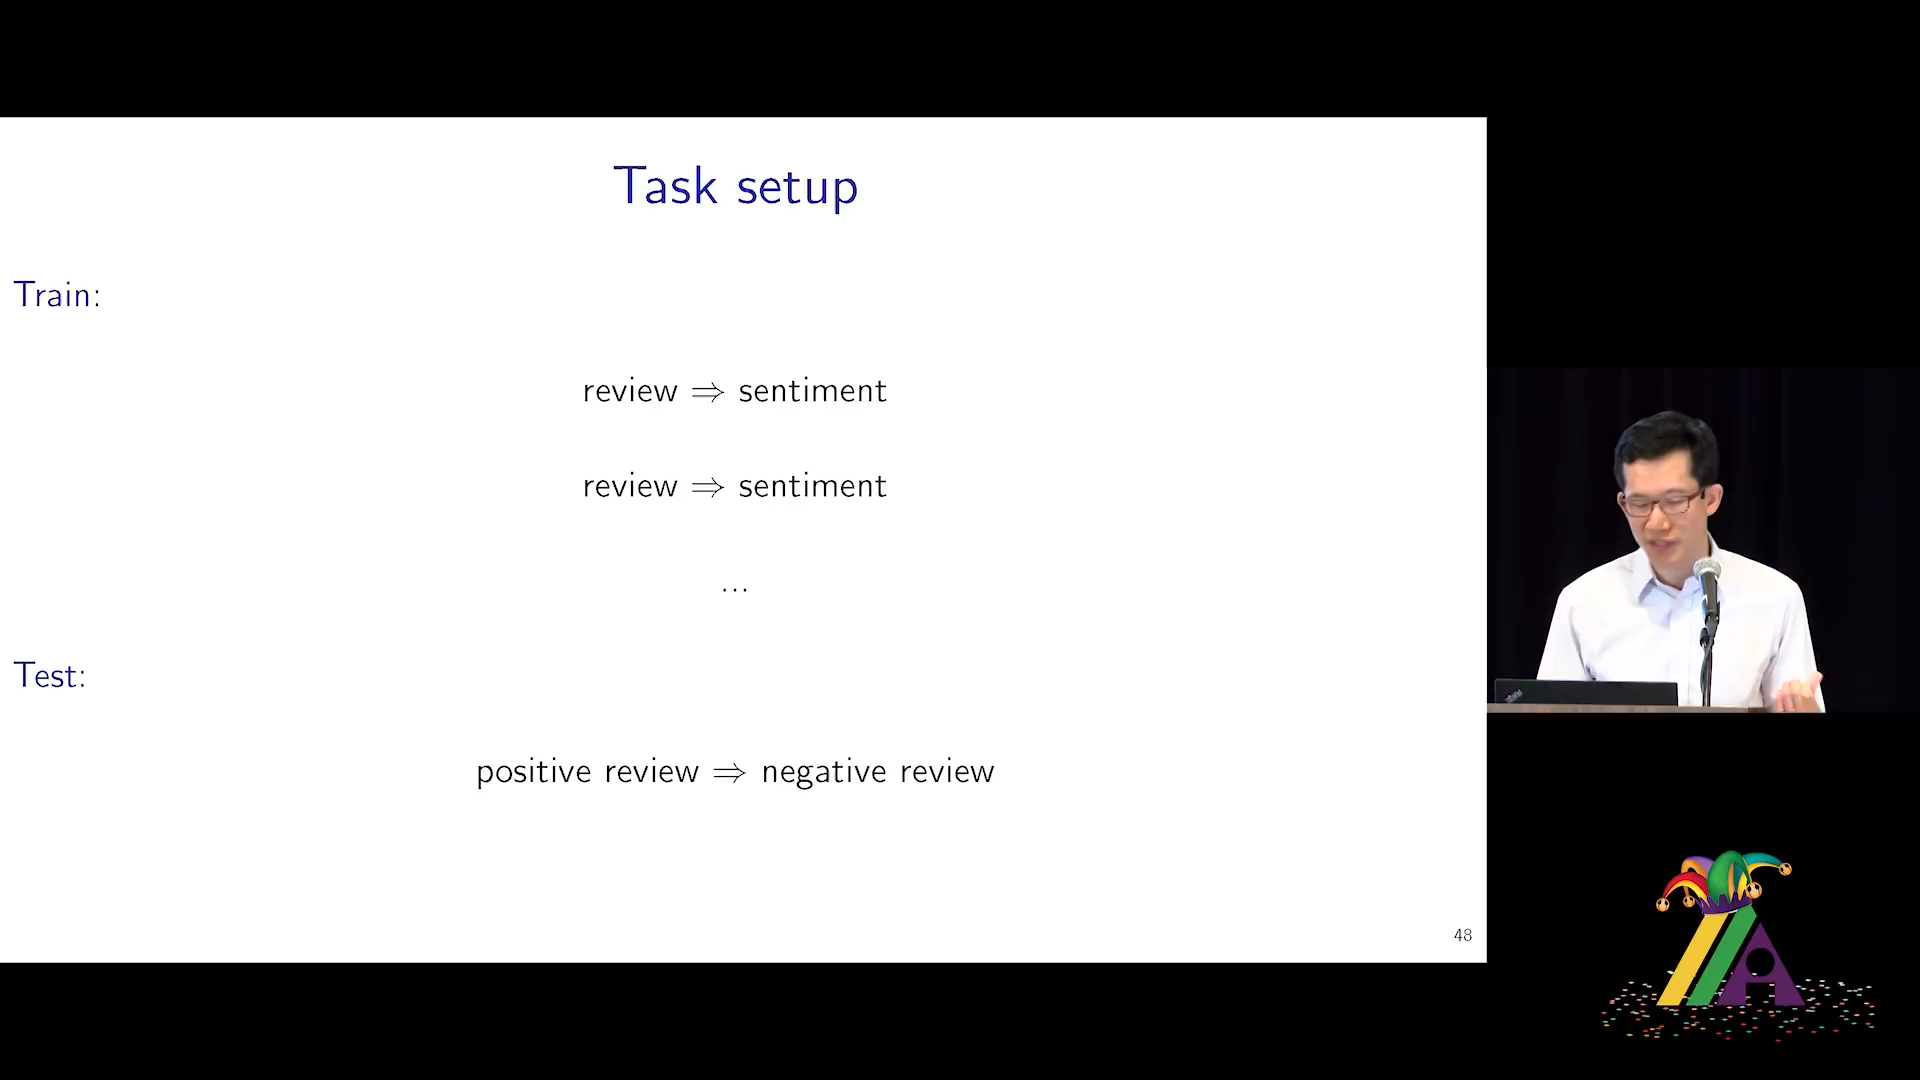 Task setup
Train:
review ⇒ sentiment
review ⇒ sentiment
...
Test:
positive review ⇒ negative review
48